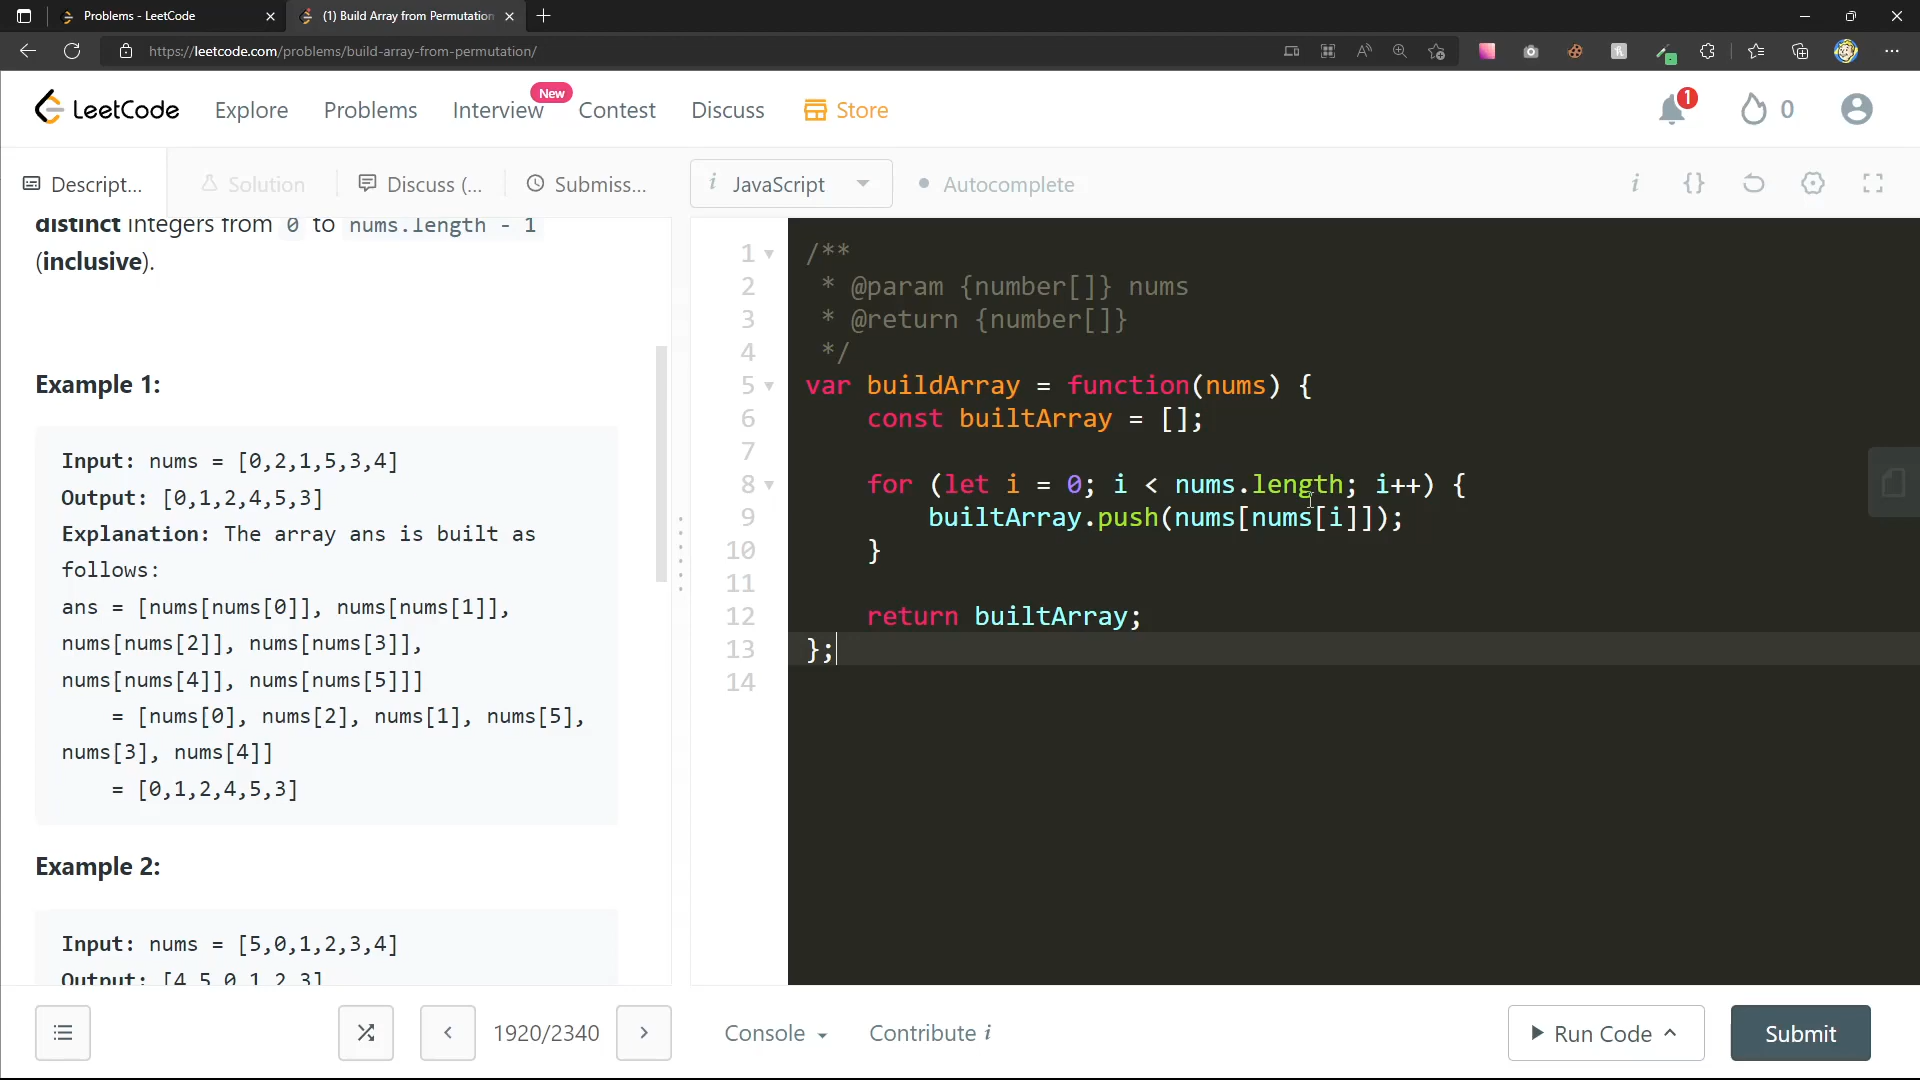 Problems - LeetCode
(1) Build Array from Permutation
https://leetcode.com/problems/build-array-from-permutation/
LeetCode
Explore
Problems
Interview
New
Contest
Discuss
Store
1
0
Descript...
Solution
Discuss (...
Submiss...
i JavaScript
Autocomplete
i
{}
distinct integers from 0 to nums.length - 1
(inclusive).
Example 1:
Input: nums = [0,2,1,5,3,4]
Output: [0,1,2,4,5,3]
Explanation: The array ans is built as
follows:
ans = [nums[nums[0]], nums[nums[1]],
nums[nums[2]], nums[nums[3]],
nums[nums[4]], nums[nums[5]]]
= [nums[0], nums[2], nums[1], nums[5],
nums[3], nums[4]]
= [0,1,2,4,5,3]
Example 2:
Input: nums = [5,0,1,2,3,4]
Output: [4,5,0,1,2,3]
1 /**
2 * @param {number[]} nums
3 * @return {number[]}
4 */
5 var buildArray = function(nums) {
6 const builtArray = [];
7
8 for (let i = 0; i < nums.length; i++) {
9 builtArray.push(nums[nums[i]]);
10 }
11
12 return builtArray;
13 };
14
1920/2340
Console
Contribute i
Run Code
Submit